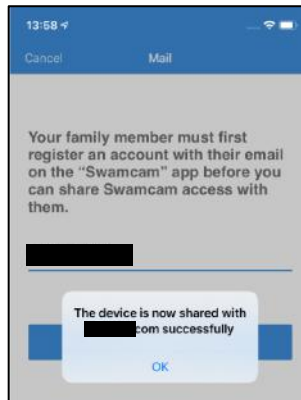 13:58
Cancel Mail
Your family member must first
register an account with their email
on the “Swamcam” app before you
can share Swamcam access with
them.
The device is now shared with
com successfully
OK